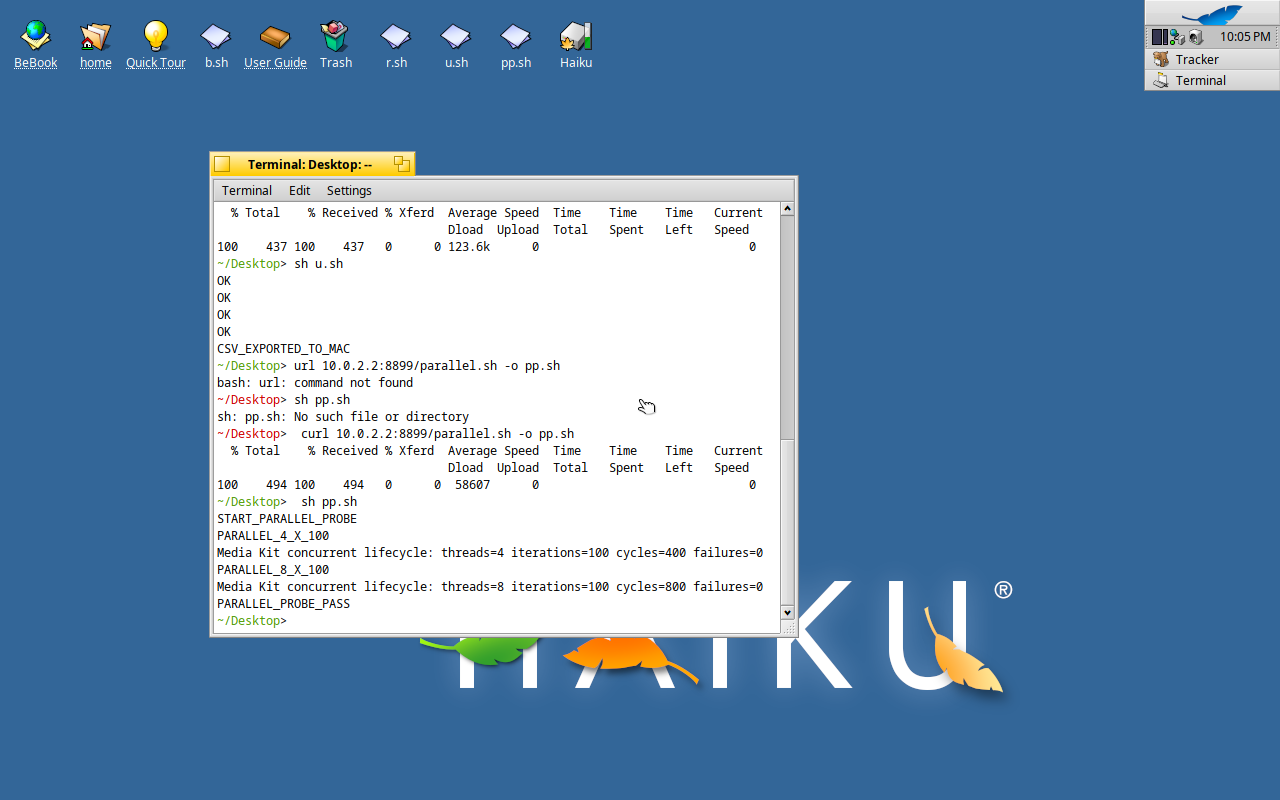 BeBook home Quick Tour b.sh User Guide Trash r.sh u.sh pp.sh Haiku
10:05 PM
Tracker
Terminal
Terminal: Desktop: --
Terminal Edit Settings
% Total % Received % Xferd Average Speed Time Time Time Current
Dload Upload Total Spent Left Speed
100 437 100 437 0 0 123.6k 0 0
~/Desktop> sh u.sh
OK
OK
OK
OK
CSV_EXPORTED_TO_MAC
~/Desktop> url 10.0.2.2:8899/parallel.sh -o pp.sh
bash: url: command not found
~/Desktop> sh pp.sh
sh: pp.sh: No such file or directory
~/Desktop> curl 10.0.2.2:8899/parallel.sh -o pp.sh
% Total % Received % Xferd Average Speed Time Time Time Current
Dload Upload Total Spent Left Speed
100 494 100 494 0 0 58607 0 0
~/Desktop> sh pp.sh
START_PARALLEL_PROBE
PARALLEL_4_X_100
Media Kit concurrent lifecycle: threads=4 iterations=100 cycles=400 failures=0
PARALLEL_8_X_100
Media Kit concurrent lifecycle: threads=8 iterations=100 cycles=800 failures=0
PARALLEL_PROBE_PASS
~/Desktop>
HAIKU®